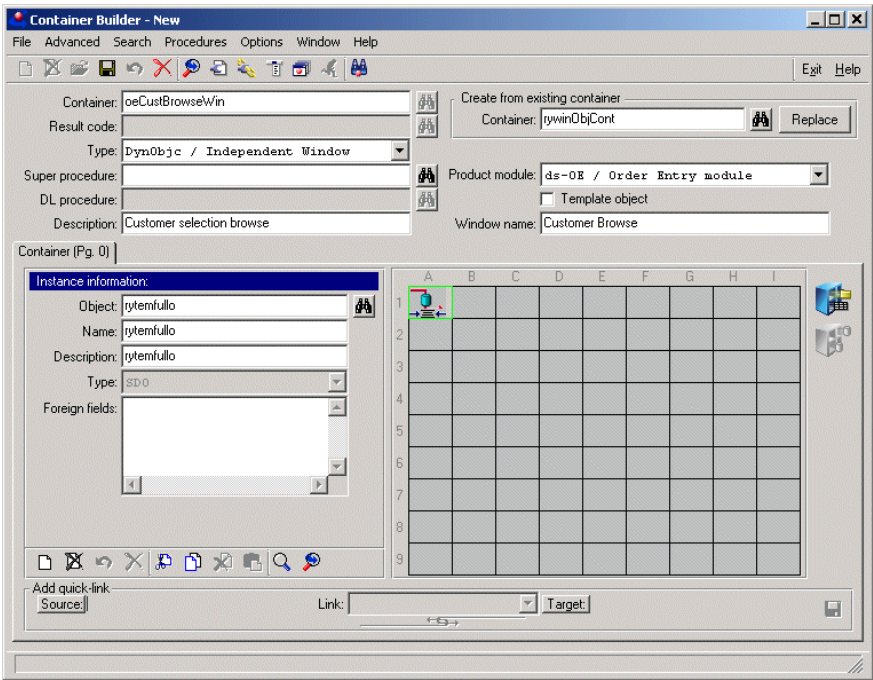 Container Builder - New
File Advanced Search Procedures Options Window Help
Exit Help
Container: oeCustBrowseWin
Create from existing container
Container: rywinObjCont Replace
Result code:
Type: DynObjc / Independent Window
Super procedure:
Product module: ds-OE / Order Entry module
DL procedure:
Template object
Description: Customer selection browse
Window name: Customer Browse
Container (Pg. 0)
Instance information:
Object: rytemfullo
Name: rytemfullo
Description: rytemfullo
Type: SDO
Foreign fields:
A B C D E F G H I
1
2
3
4
5
6
7
8
9
Add quick-link
Source: Link: Target: